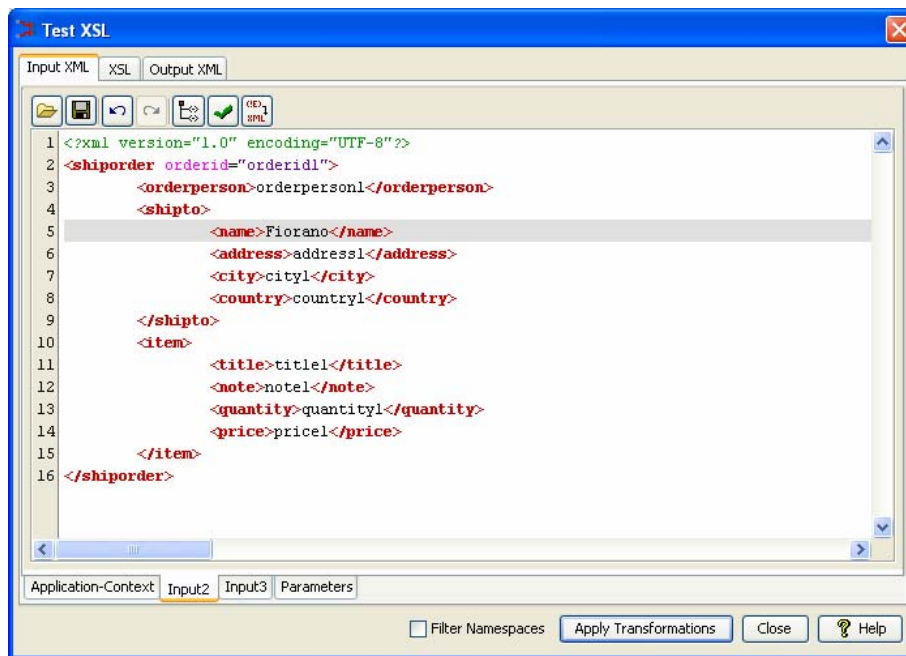 Test XSL
Input XML XSL Output XML
1 <?xml version="1.0" encoding="UTF-8"?>
2 <shiporder orderid="orderid1">
3 <orderperson>orderperson1</orderperson>
4 <shipto>
5 <name>Fiorano</name>
6 <address>address1</address>
7 <city>city1</city>
8 <country>country1</country>
9 </shipto>
10 <item>
11 <title>title1</title>
12 <note>note1</note>
13 <quantity>quantity1</quantity>
14 <price>price1</price>
15 </item>
16 </shiporder>
Application-Context Input2 Input3 Parameters
Filter Namespaces Apply Transformations Close ? Help